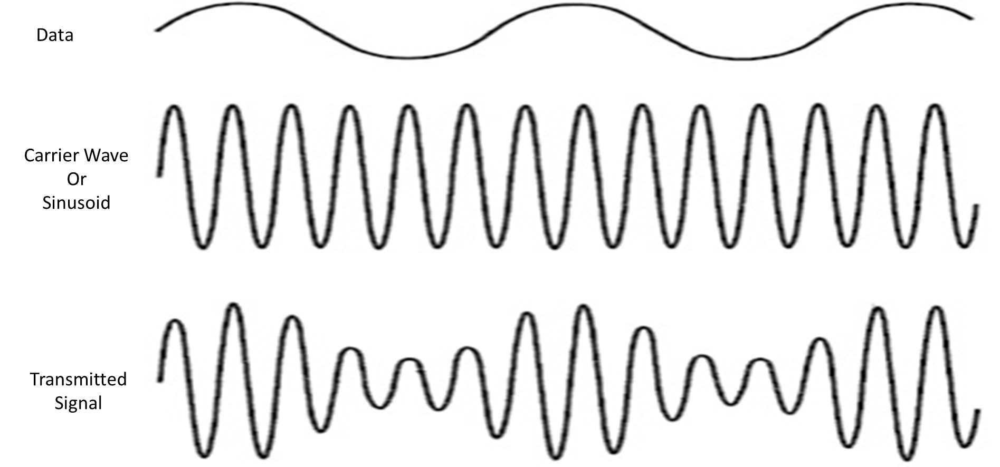 Data
Carrier Wave
Or
Sinusoid
Transmitted
Signal